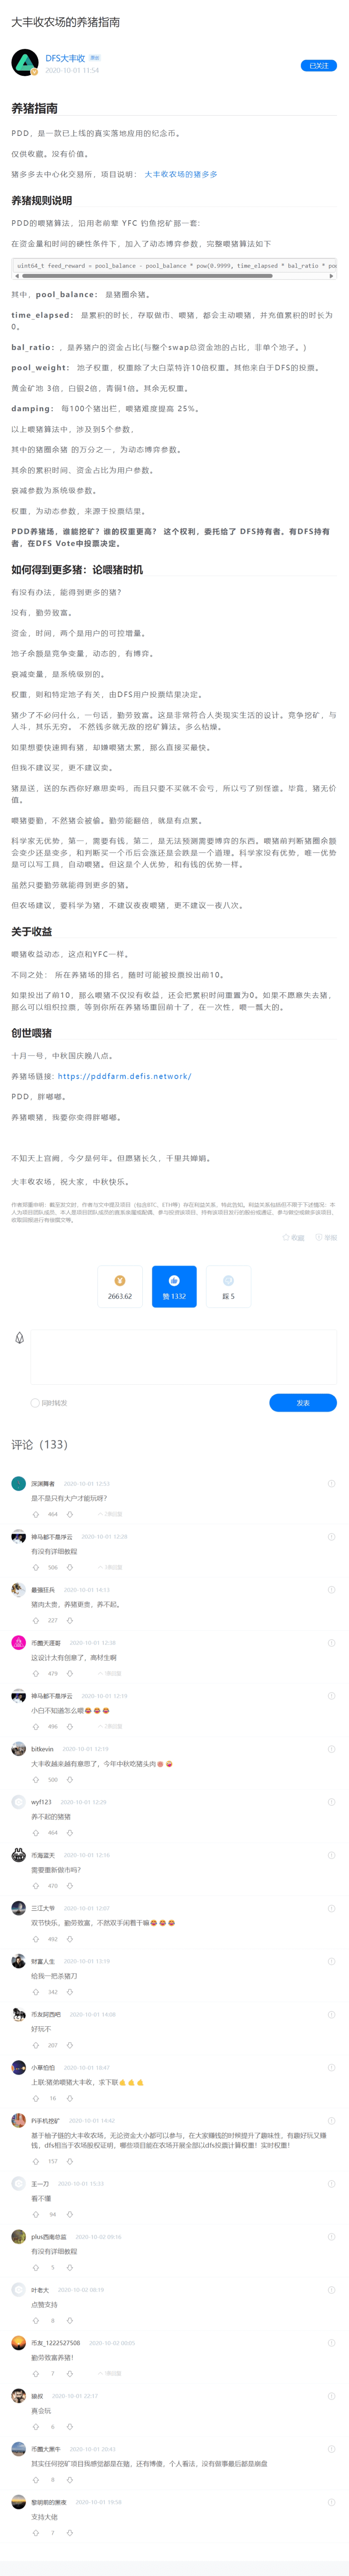 大丰收农场的养猪指南
DFS大丰收
2020-10-01 11:54
已关注
养猪指南
PDD，是一款已上线的真实落地应用的纪念币。
仅供收藏。没有价值。
猪多多去中心化交易所，项目说明： 大丰收农场的猪多多
养猪规则说明
PDD的喂猪算法，沿用老前辈 YFC 钓鱼挖矿那一套:
在资金量和时间的硬性条件下，加入了动态博弈参数，完整喂猪算法如下
uint64_t feed_reward = pool_balance - pool_balance * pow(0.9999, time_elapsed * bal_ratio * poo
其中，pool_balance： 是猪圈余猪。
time_elapsed： 是累积的时长，存取做市、喂猪，都会主动喂猪，并充值累积的时长为
0。
bal_ratio：，是养猪户的资金占比(与整个swap总资金池的占比，非单个池子。)
pool_weight： 池子权重，权重除了大白菜特许10倍权重。其他来自于DFS的投票。
黄金矿池 3倍，白银2倍，青铜1倍。其余无权重。
damping： 每100个猪出栏，喂猪难度提高 25%。
以上喂猪算法中，涉及到5个参数，
其中的猪圈余猪 的万分之一，为动态博弈参数。
其余的累积时间，资金占比为用户参数。
衰减参数为系统级参数。
权重，为动态参数，来源于投票结果。
PDD养猪场，谁能挖矿？谁的权重更高？ 这个权利，委托给了 DFS持有者。有DFS持有
者，在DFS Vote中投票决定。
如何得到更多猪：论喂猪时机
有没有办法，能得到更多的猪?
没有，勤劳致富。
资金，时间，两个是用户的可控增量。
池子余额是竞争变量，动态的，有博弈。
衰减变量，是系统级别的。
权重，则和特定池子有关，由DFS用户投票结果决定。
猪少了不必问什么，一句话，勤劳致富。这是非常符合人类现实生活的设计。竞争挖矿，与
人斗，其乐无穷。 不然钱多就无敌的挖矿算法。多么枯燥。
如果想要快速拥有猪，却嫌喂猪太累，那么直接买最快。
但我不建议买，更不建议卖。
猪是送，送的东西你好意思卖吗，而且只要不买就不会亏，所以亏了别怪谁。毕竟，猪无价
值。
喂猪要勤，不然猪会被偷。勤劳能翻倍，就是有点累。
科学家无优势，第一，需要有钱，第二，是无法预测需要博弈的东西。喂猪前判断猪圈余额
会变少还是变多，和判断买一个币后会涨还是会跌是一个道理。科学家没有优势，唯一优势
是可以写工具，自动喂猪。但这是个人优势，和有钱的优势一样。
虽然只要勤劳就能得到更多的猪。
但农场建议，要科学为猪，不建议夜夜喂猪，更不建议一夜八次。
关于收益
喂猪收益动态，这点和YFC一样。
不同之处： 所在养猪场的排名，随时可能被投票投出前10。
如果投出了前10，那么喂猪不仅没有收益，还会把累积时间重置为0。如果不愿意失去猪，
那么可以组织拉票，等到你所在养猪场重回前十了，在一次性，喂一瓢大的。
创世喂猪
十月一号，中秋国庆晚八点。
养猪场链接: https://pddfarm.defis.network/
PDD，胖嘟嘟。
养猪喂猪，我要你变得胖嘟嘟。
不知天上宫阙，今夕是何年。但愿猪长久，千里共婵娟。
大丰收农场，祝大家，中秋快乐。
收藏
举报
2663.62
赞 1332
踩 5
同时转发
发表
评论（133）
深渊舞者 2020-10-01 12:53
是不是只有大户才能玩呀?
464
神马都不是浮云 2020-10-01 12:20
有没有详细教程
506
最强狂兵 2020-10-01 14:13
猪肉太贵，养猪更贵，养不起。
227
币圈天涯哥 2020-10-01 12:38
这设计太有创意了，高材生啊
479
神马都不是浮云 2020-10-01 12:19
小白不知道怎么喂
496
bitkevin 2020-10-01 12:19
大丰收越来越有意思了，今年中秋吃猪头肉
500
wyf123 2020-10-01 12:29
养不起的猪猪
464
币海蓝天 2020-10-01 12:16
需要重新做市吗？
470
三江大爷 2020-10-01 12:07
双节快乐，勤劳致富，不然双手闲着干嘛
492
财富人生 2020-10-01 13:19
给我一把杀猪刀
342
币友阿西吧 2020-10-01 14:08
好玩不
207
小寒怕怕 2020-10-01 18:47
上联:猪弟喂猪大丰收，求下联
16
Pi手机挖矿 2020-10-01 14:42
基于柚子链的大丰收农场，无论资金大小都可以参与，在大家赚钱的时候提升了趣味性，有趣好玩又赚
钱，dfs相当于农场股权证明，哪些项目能在农场开展全部以dfs投票计算权重！实时权重！
157
王一刀 2020-10-01 15:33
看不懂
94
plus西南总监 2020-10-02 09:16
有没有详细教程
5
叶老大 2020-10-02 08:19
点赞支持
8
币友_1222527508 2020-10-02 00:05
勤劳致富养猪!
7
狼叔 2020-10-01 22:17
真会玩
6
币圈大黑牛 2020-10-01 20:43
其实任何挖矿项目我感觉都是在赌，还有博傻，个人看法，没有做事最后都是崩盘
8
黎明前的黑夜 2020-10-01 19:58
支持大佬
7